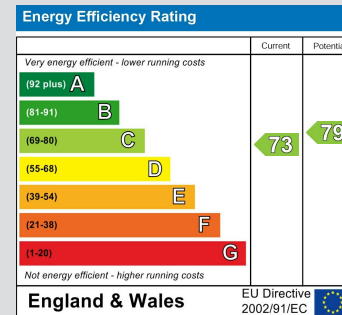 Energy Efficiency Rating
Current
Very energy efficient - lower running costs
(92 plus) A
(81-91) B
(69-80) C
73
79
(55-68) D
(39-54) E
(21-38) F
(1-20) G
Not energy efficient - higher running costs
England & Wales
EU Directive
2002/91/EC